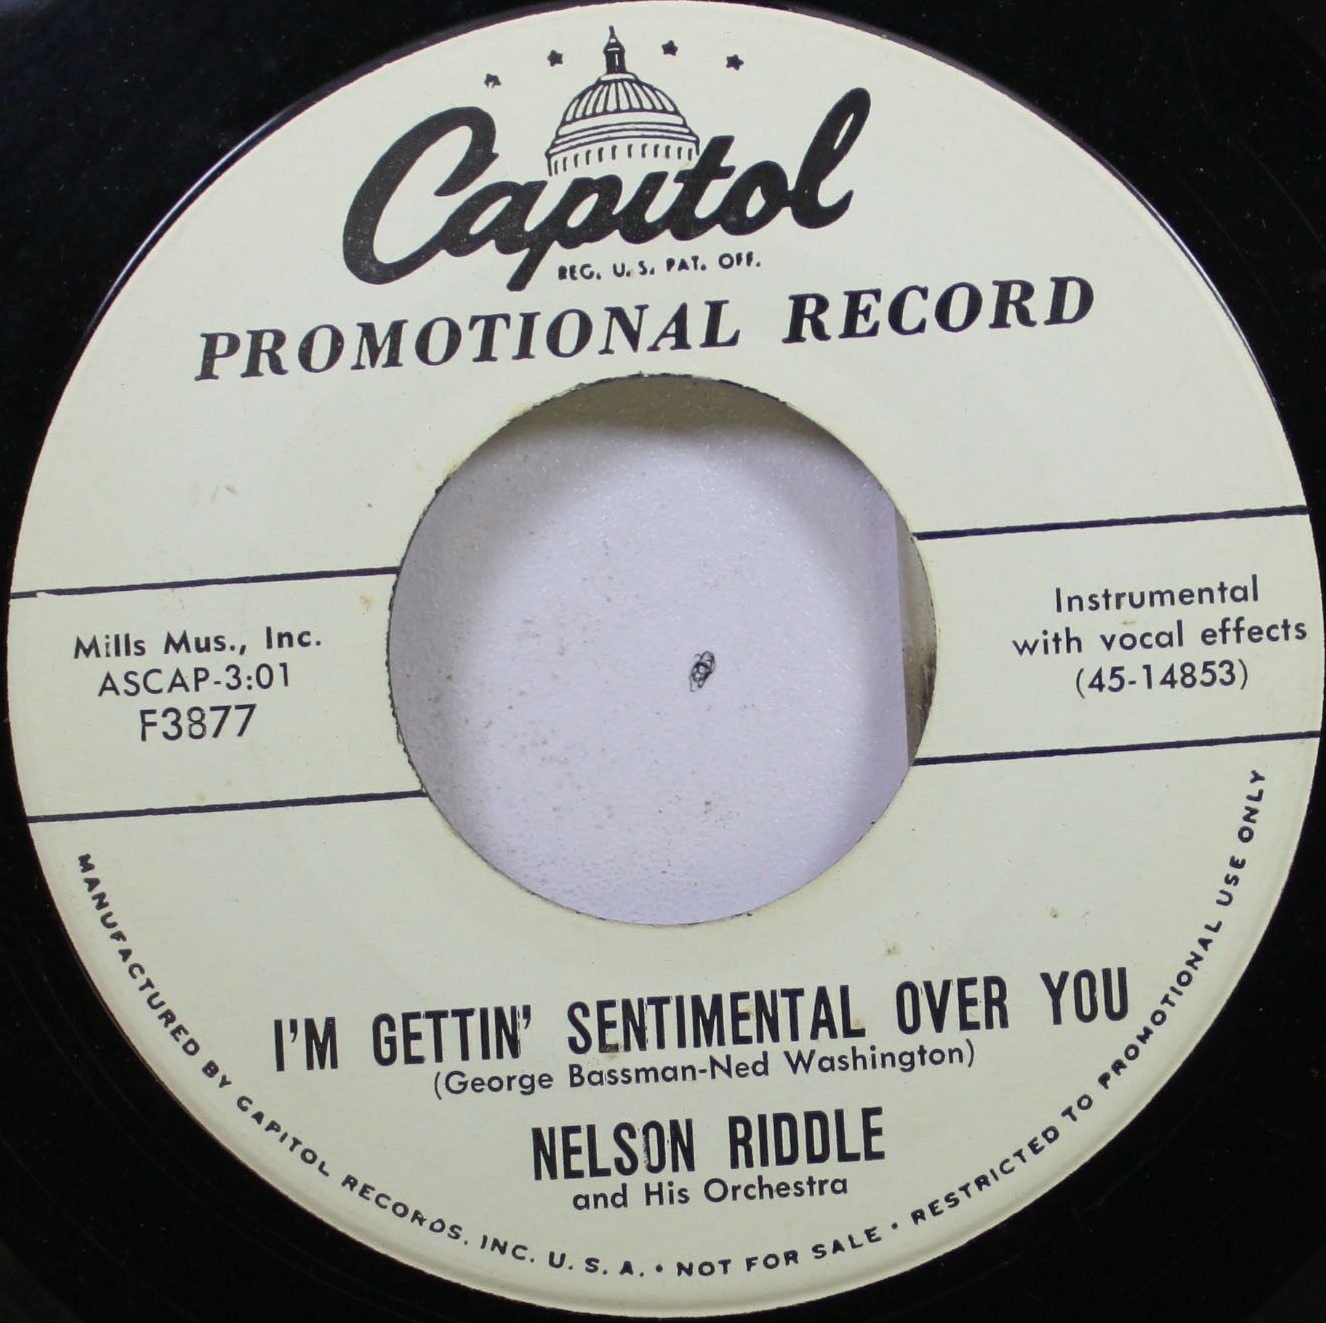 Capitol
REG. U. S. PAT. OFF.
PROMOTIONAL RECORD
Mills Mus., Inc.
ASCAP-3:01
F3877
Instrumental
with vocal effects
(45-14853)
I'M GETTIN' SENTIMENTAL OVER YOU
(George Bassman-Ned Washington)
NELSON RIDDLE
and His Orchestra
MANUFACTURED BY CAPITOL RECORDS, INC. U. S. A. • NOT FOR SALE • RESTRICTED TO PROMOTIONAL USE ONLY